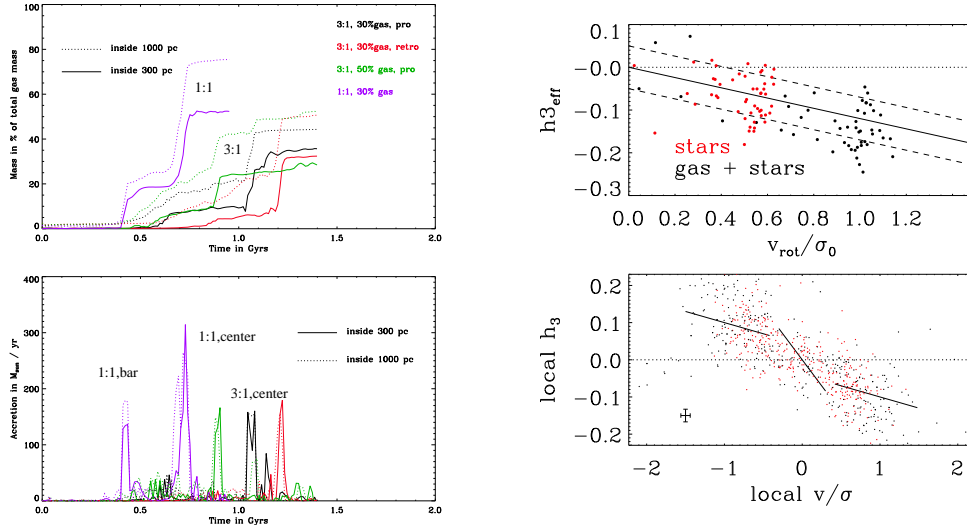 3:1, 30%gas, pro
3:1, 30%gas, retro
3:1, 50% gas, pro
1:1, 30% gas
inside 1000 pc
inside 300 pc
1:1
3:1
Mass in % of total gas mass
100
80
60
40
20
0
0.0 0.5 1.0 1.5 2.0
Time in Gyrs
Accretion in M_sun / yr
400
300
200
100
0
1:1,center
1:1,bar
3:1,center
inside 300 pc
inside 1000 pc
0.0 0.5 1.0 1.5 2.0
Time in Gyrs
h3_eff
0.1
-0.0
-0.1
-0.2
-0.3
stars
gas + stars
0.0 0.2 0.4 0.6 0.8 1.0 1.2
v_rot/σ_0
local h_3
0.2
0.1
0.0
-0.1
-0.2
-2 -1 0 1 2
local v/σ